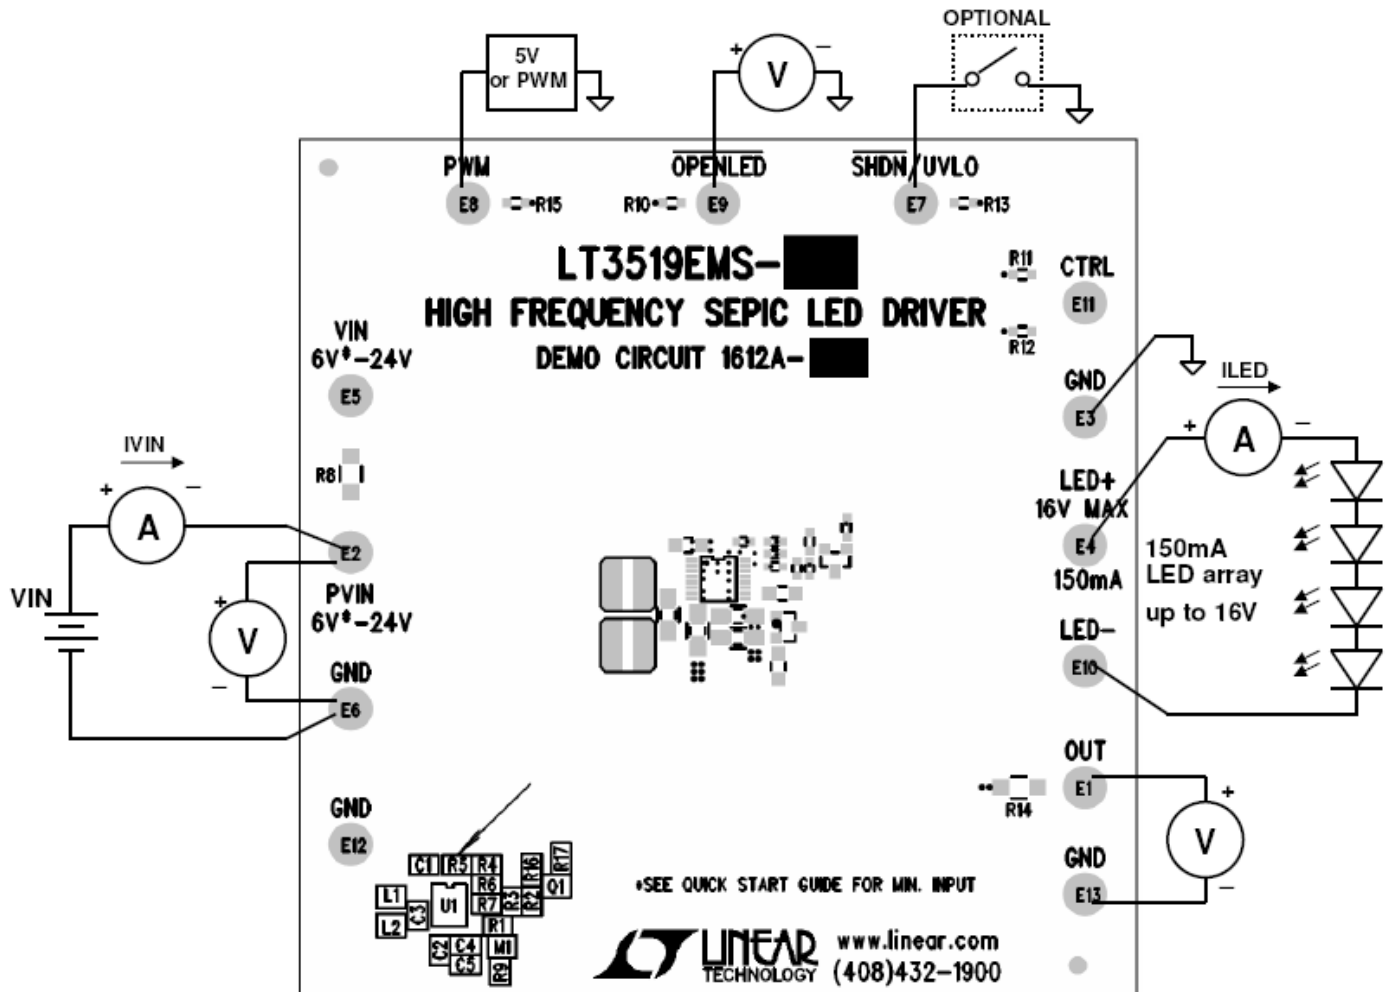 OPTIONAL
5V
or PWM
+ V −
PWM
OPENLED
SHDN/UVLO
E8
R15
R10
E9
E7
R13
LT3519EMS-
HIGH FREQUENCY SEPIC LED DRIVER
DEMO CIRCUIT 1612A-
R11
CTRL
E11
R12
VIN
6V*-24V
E5
GND
E3
ILED
+ A −
IVIN
+ A −
R8
E2
LED+
16V MAX
E4
150mA
150mA
LED array
up to 16V
VIN
+
V
−
PVIN
6V*-24V
GND
E6
LED-
E10
OUT
E1
R14
+
V
−
GND
E13
GND
E12
C1 R5 R4 R16 R17
R6 Q1
L1 C3 U1 R7 R3 R2
L2 R1
C2 C4 M1
C5 R9
*SEE QUICK START GUIDE FOR MIN. INPUT
LT LINEAR
TECHNOLOGY
www.linear.com
(408)432-1900